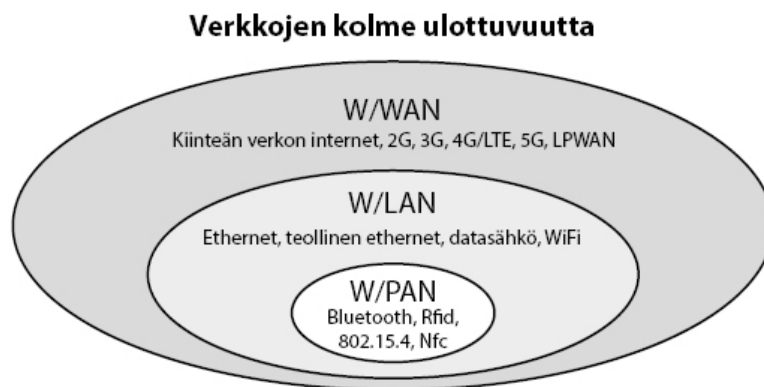 Verkkojen kolme ulottuvuutta
W/WAN
Kiinteän verkon internet, 2G, 3G, 4G/LTE, 5G, LPWAN
W/LAN
Ethernet, teollinen ethernet, datasähkö, WiFi
W/PAN
Bluetooth, Rfid,
802.15.4, Nfc